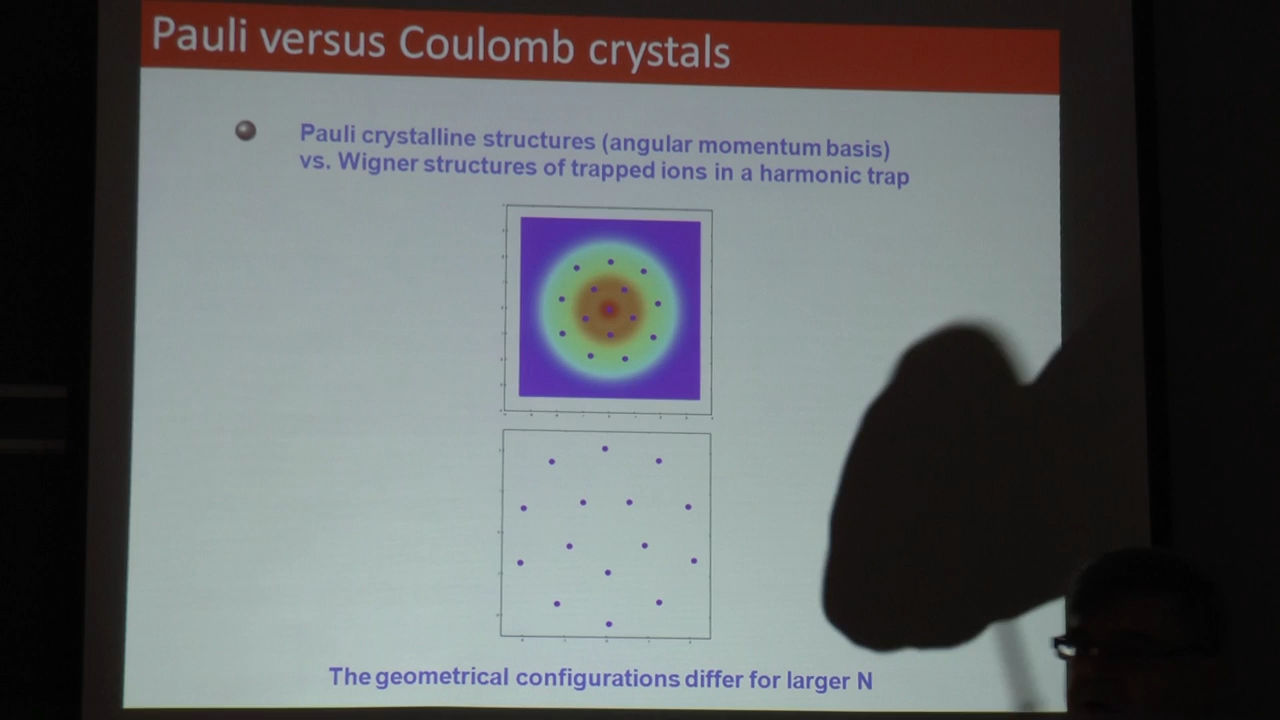 Pauli versus Coulomb crystals
Pauli crystalline structures (angular momentum basis)
vs. Wigner structures of trapped ions in a harmonic trap
The geometrical configurations differ for larger N